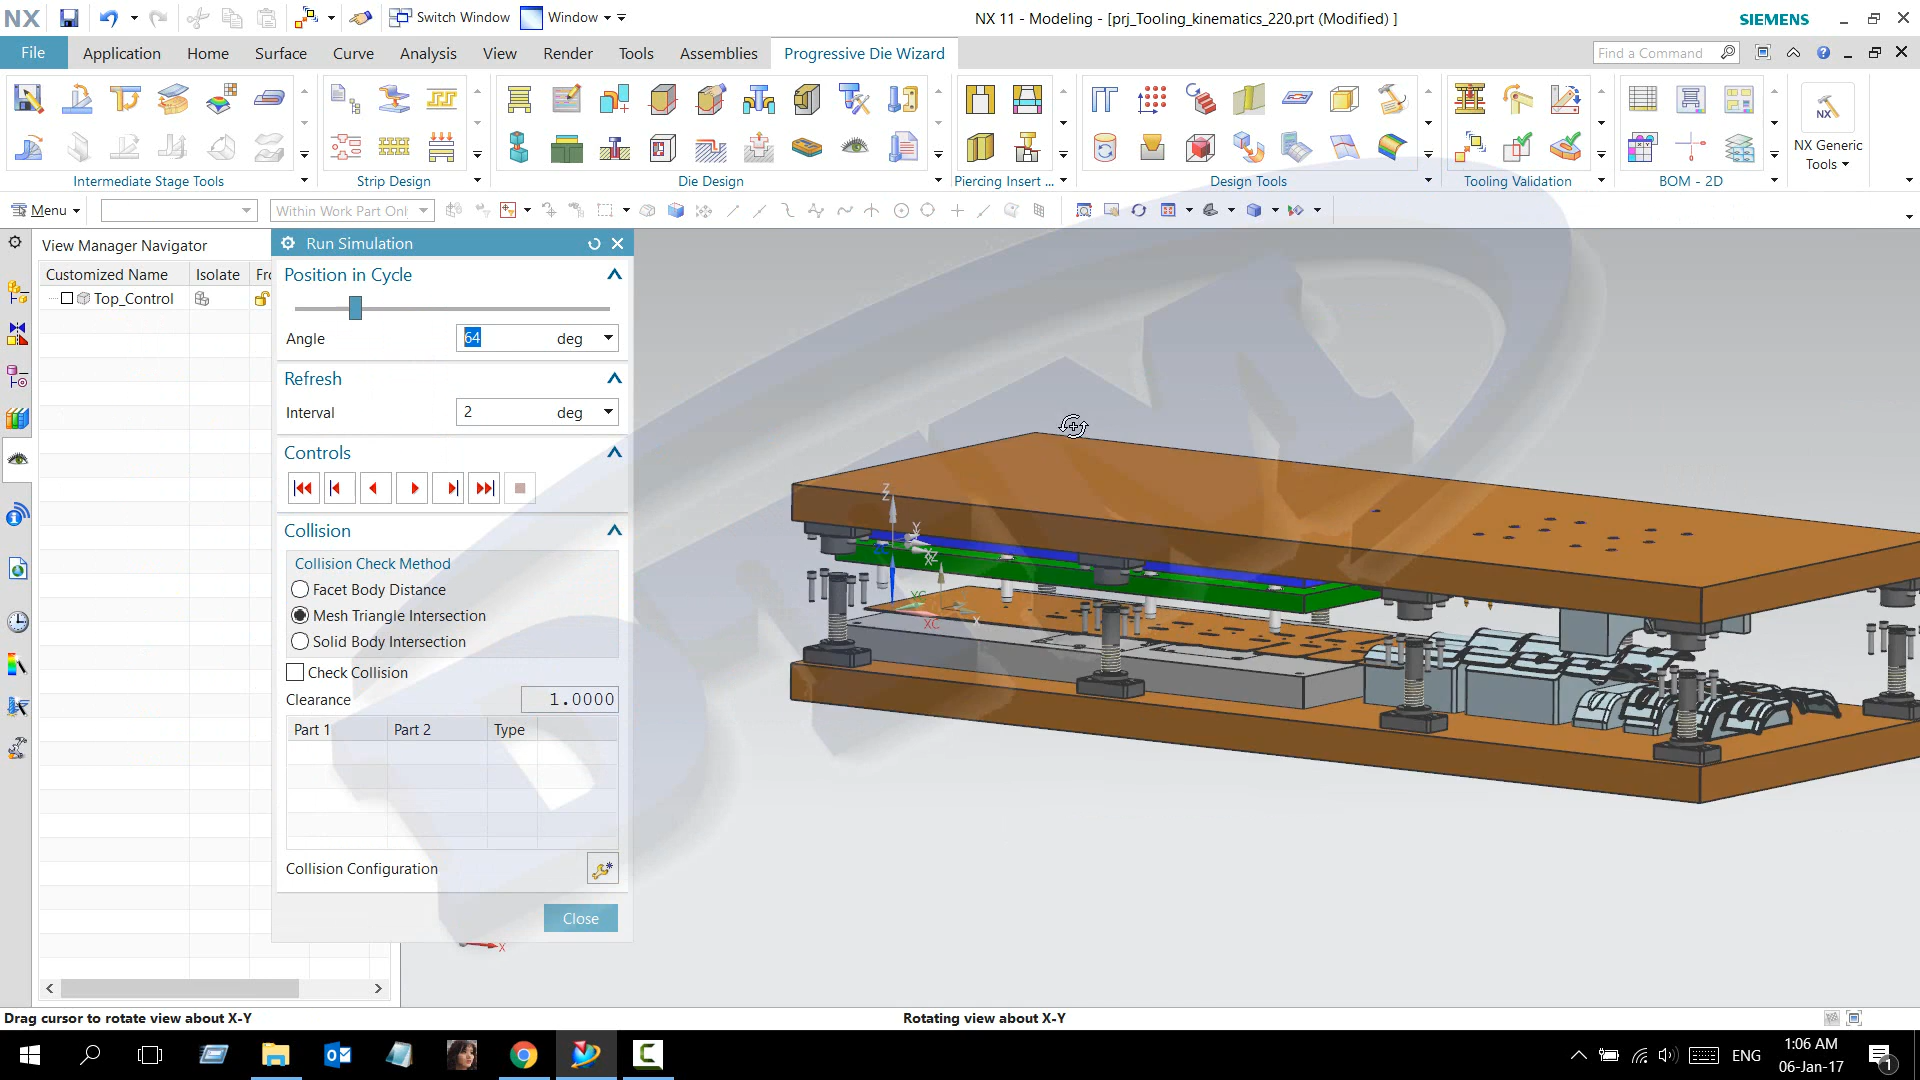 NX
Switch Window
Window
NX 11 - Modeling - [prj_Tooling_kinematics_220.prt (Modified) ]
SIEMENS
File
Application
Home
Surface
Curve
Analysis
View
Render
Tools
Assemblies
Progressive Die Wizard
Find a Command
NX
NX Generic
Tools
Intermediate Stage Tools
Strip Design
Die Design
Piercing Insert ...
Design Tools
Tooling Validation
BOM - 2D
Menu
Within Work Part Onl
View Manager Navigator
Customized Name
Isolate
Fr
Top_Control
Run Simulation
Position in Cycle
Angle
64
deg
Refresh
Interval
2
deg
Controls
Collision
Collision Check Method
Facet Body Distance
Mesh Triangle Intersection
Solid Body Intersection
Check Collision
Clearance
1.0000
Part 1
Part 2
Type
Collision Configuration
Close
Z
Z
Y
XC
XC
X
X
Drag cursor to rotate view about X-Y
Rotating view about X-Y
ENG
1:06 AM
06-Jan-17
1